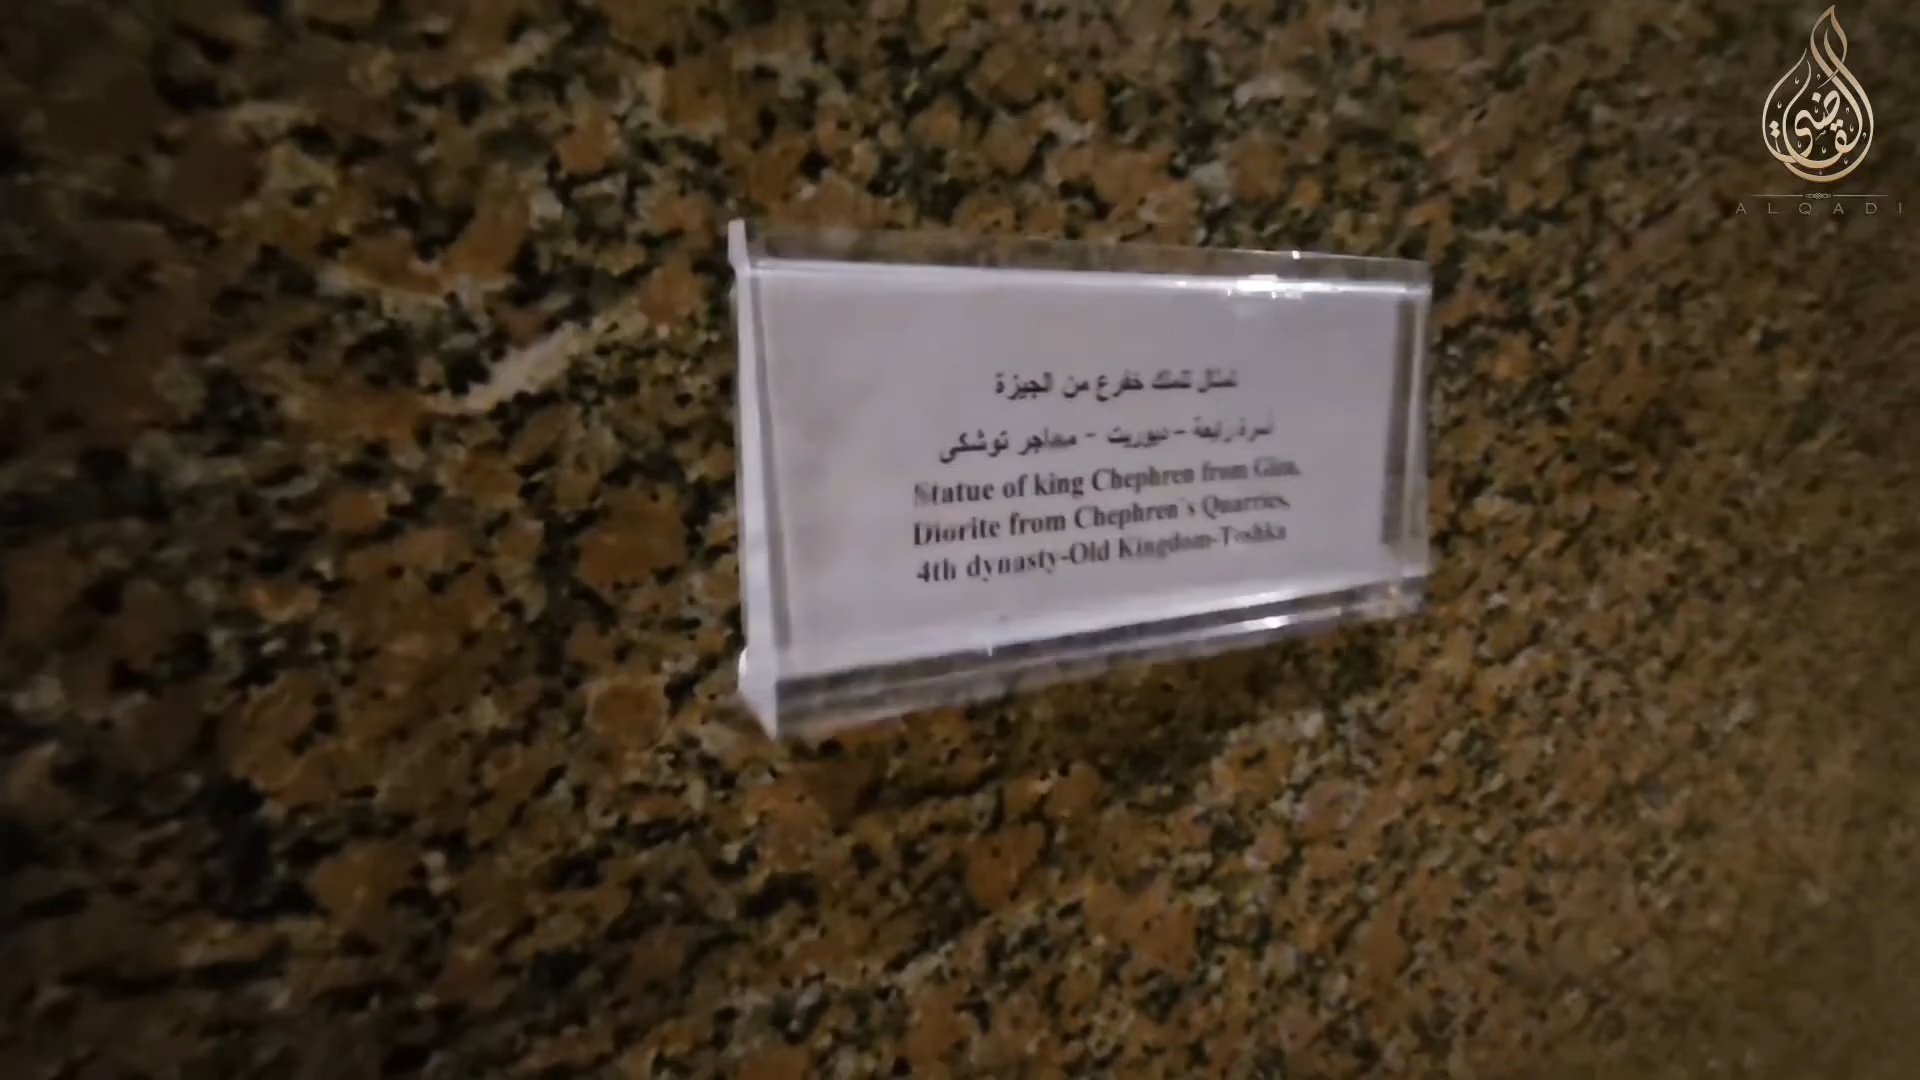 تمثال للملك خفرع من الجيزة
أسرة رابعة - ديوريت - محاجر توشكى
Statue of king Chephren from Giza,
Diorite from Chephren`s Quarries,
4th dynasty-Old Kingdom-Toshka
القاضي
ALQADI